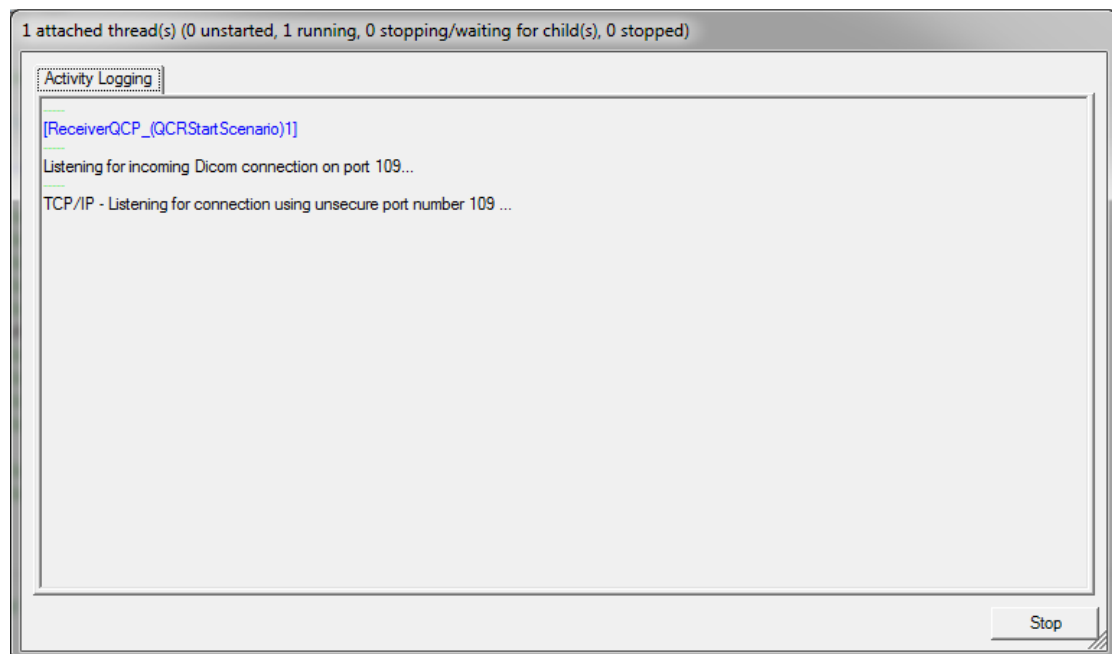 1 attached thread(s) (0 unstarted, 1 running, 0 stopping/waiting for child(s), 0 stopped)
Activity Logging
-----
[ReceiverQCP_(QCRStartScenario)1]
-----
Listening for incoming Dicom connection on port 109...
-----
TCP/IP - Listening for connection using unsecure port number 109 ...
Stop